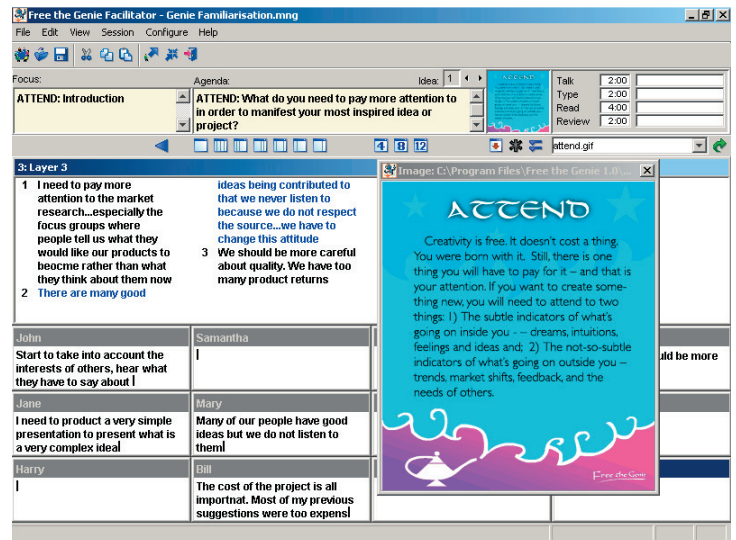 Free the Genie Facilitator - Genie Familiarisation.mng
File Edit View Session Configure Help
Focus:
Agenda:
Idea: 1
ATTEND: Introduction
ATTEND: What do you need to pay more attention to
in order to manifest your most inspired idea or
project?
ATTEND
Talk 2:00
Type 2:00
Read 4:00
Review 2:00
4 8 12
attend.gif
3: Layer 3
1 I need to pay more
attention to the market
research...especially the
focus groups where
people tell us what they
would like our products to
beocme rather than what
they think about them now
2 There are many good
ideas being contributed to
that we never listen to
because we do not respect
the source...we have to
change this attitude
3 We should be more careful
about quality. We have too
many product returns
Image: C:\Program Files\Free the Genie 1.0\...
ATTEND
Creativity is free. It doesn't cost a thing.
You were born with it. Still, there is one
thing you will have to pay for it – and that is
your attention. If you want to create some-
thing new, you will need to attend to two
things: 1) The subtle indicators of what's
going on inside you - – dreams, intuitions,
feelings and ideas and; 2) The not-so-subtle
indicators of what's going on outside you –
trends, market shifts, feedback, and the
needs of others.
Free the Genie
John
Start to take into account the
interests of others, hear what
they have to say about
Samantha
uld be more
Jane
I need to product a very simple
presentation to present what is
a very complex idea
Mary
Many of our people have good
ideas but we do not listen to
them
Harry
Bill
The cost of the project is all
importnat. Most of my previous
suggestions were too expens